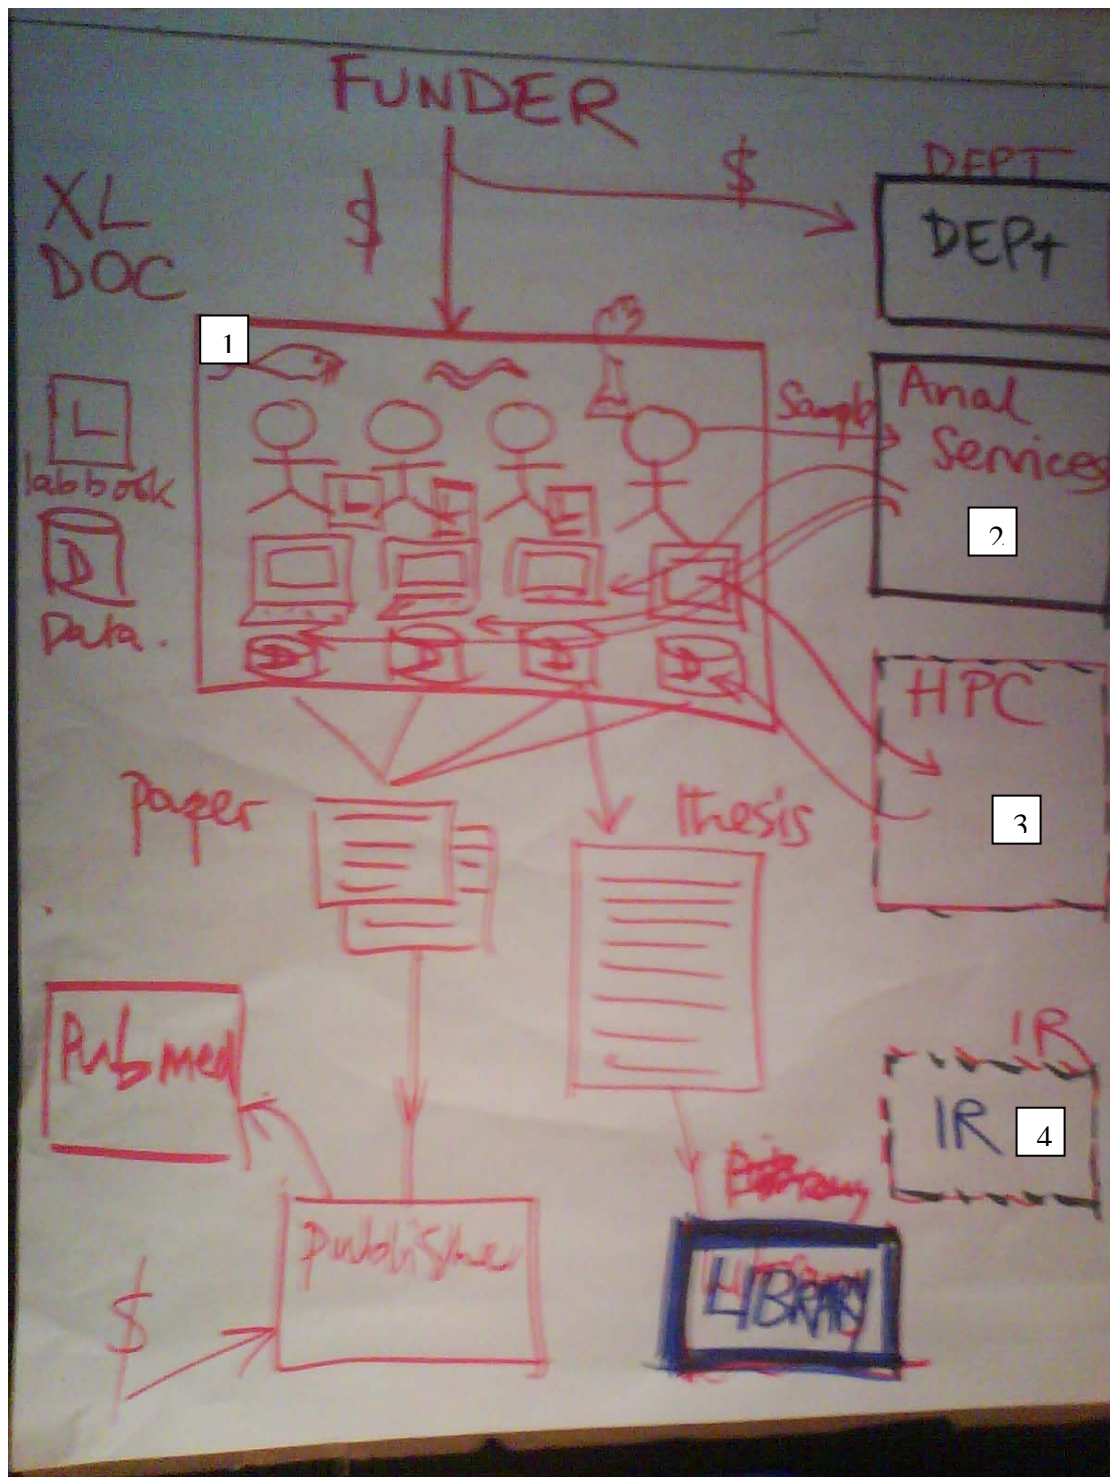 FUNDER
$
$
XL
DOC
DEPT
DEPT
1
L
labbook
D
Data.
L
L
L
D
D
D
D
Sample
Anal
Services
2
HPC
3
paper
thesis
Pubmed
IR
IR
4
publisher
$
LIBRARY